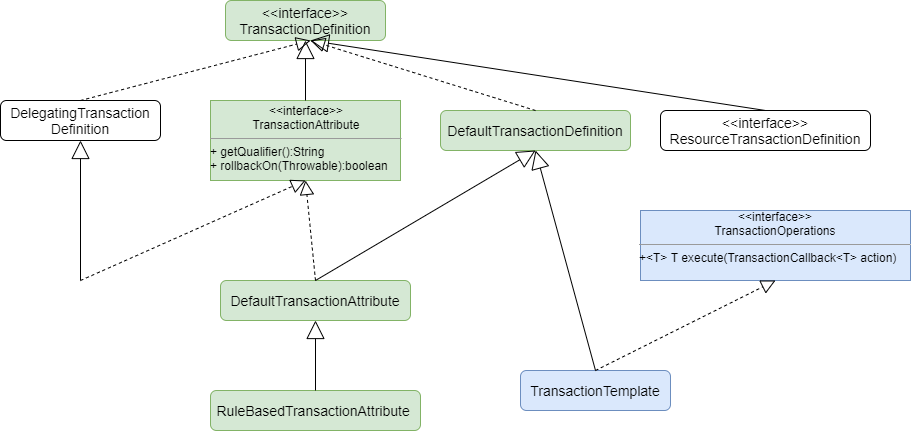 <<interface>>
TransactionDefinition
DelegatingTransaction
Definition
<<interface>>
TransactionAttribute
+ getQualifier():String
+ rollbackOn(Throwable):boolean
DefaultTransactionDefinition
<<interface>>
ResourceTransactionDefinition
<<interface>>
TransactionOperations
+<T> T execute(TransactionCallback<T> action)
DefaultTransactionAttribute
TransactionTemplate
RuleBasedTransactionAttribute